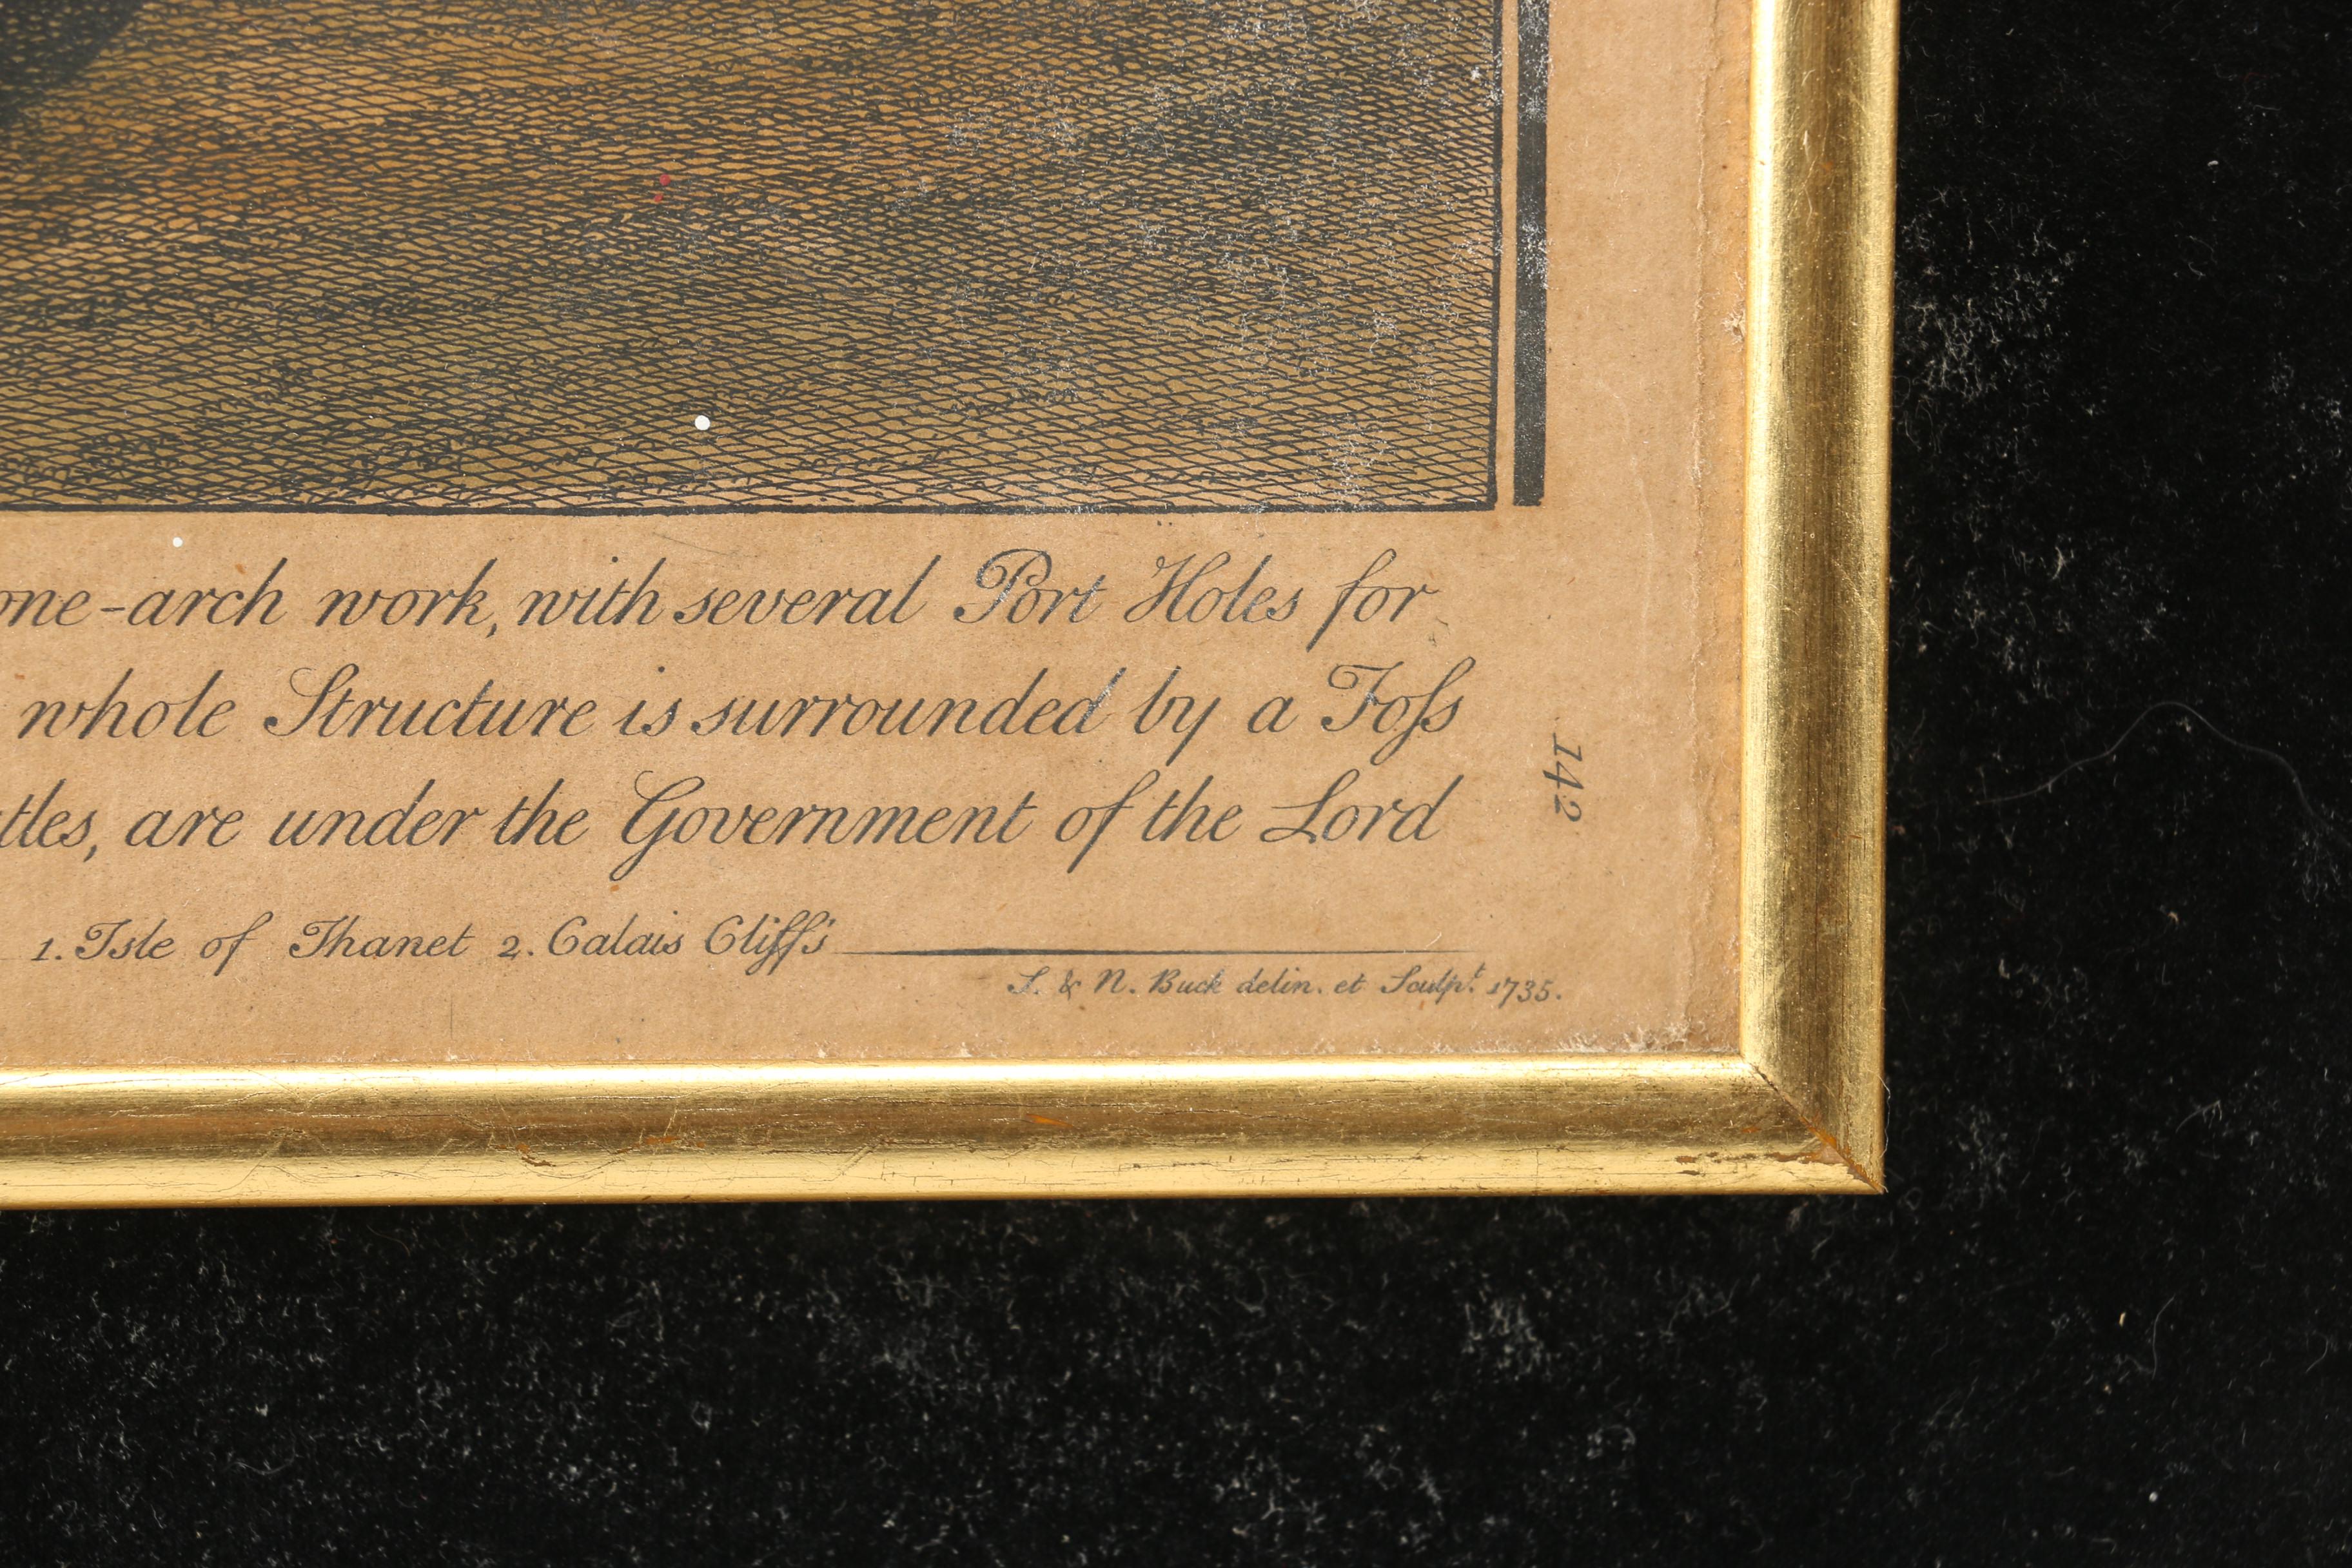 one-arch work, with several Port Holes for
whole Structure is surrounded by a Foſs
tles, are under the Government of the Lord
142
1. Isle of Thanet 2. Calais Cliffs
S. & N. Buck delin. et Sculpt. 1735.